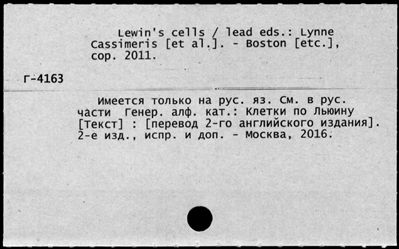 Lewin's cells / lead eds.: Lynne
Cassimeris [et al.]. - Boston [etc.],
cop. 2011.
Г-4163
Имеется только на рус. яз. См. в рус.
части Генер. алф. кат.: Клетки по Льюину
[Текст] : [перевод 2-го английского издания].
2-е изд., испр. и доп. - Москва, 2016.